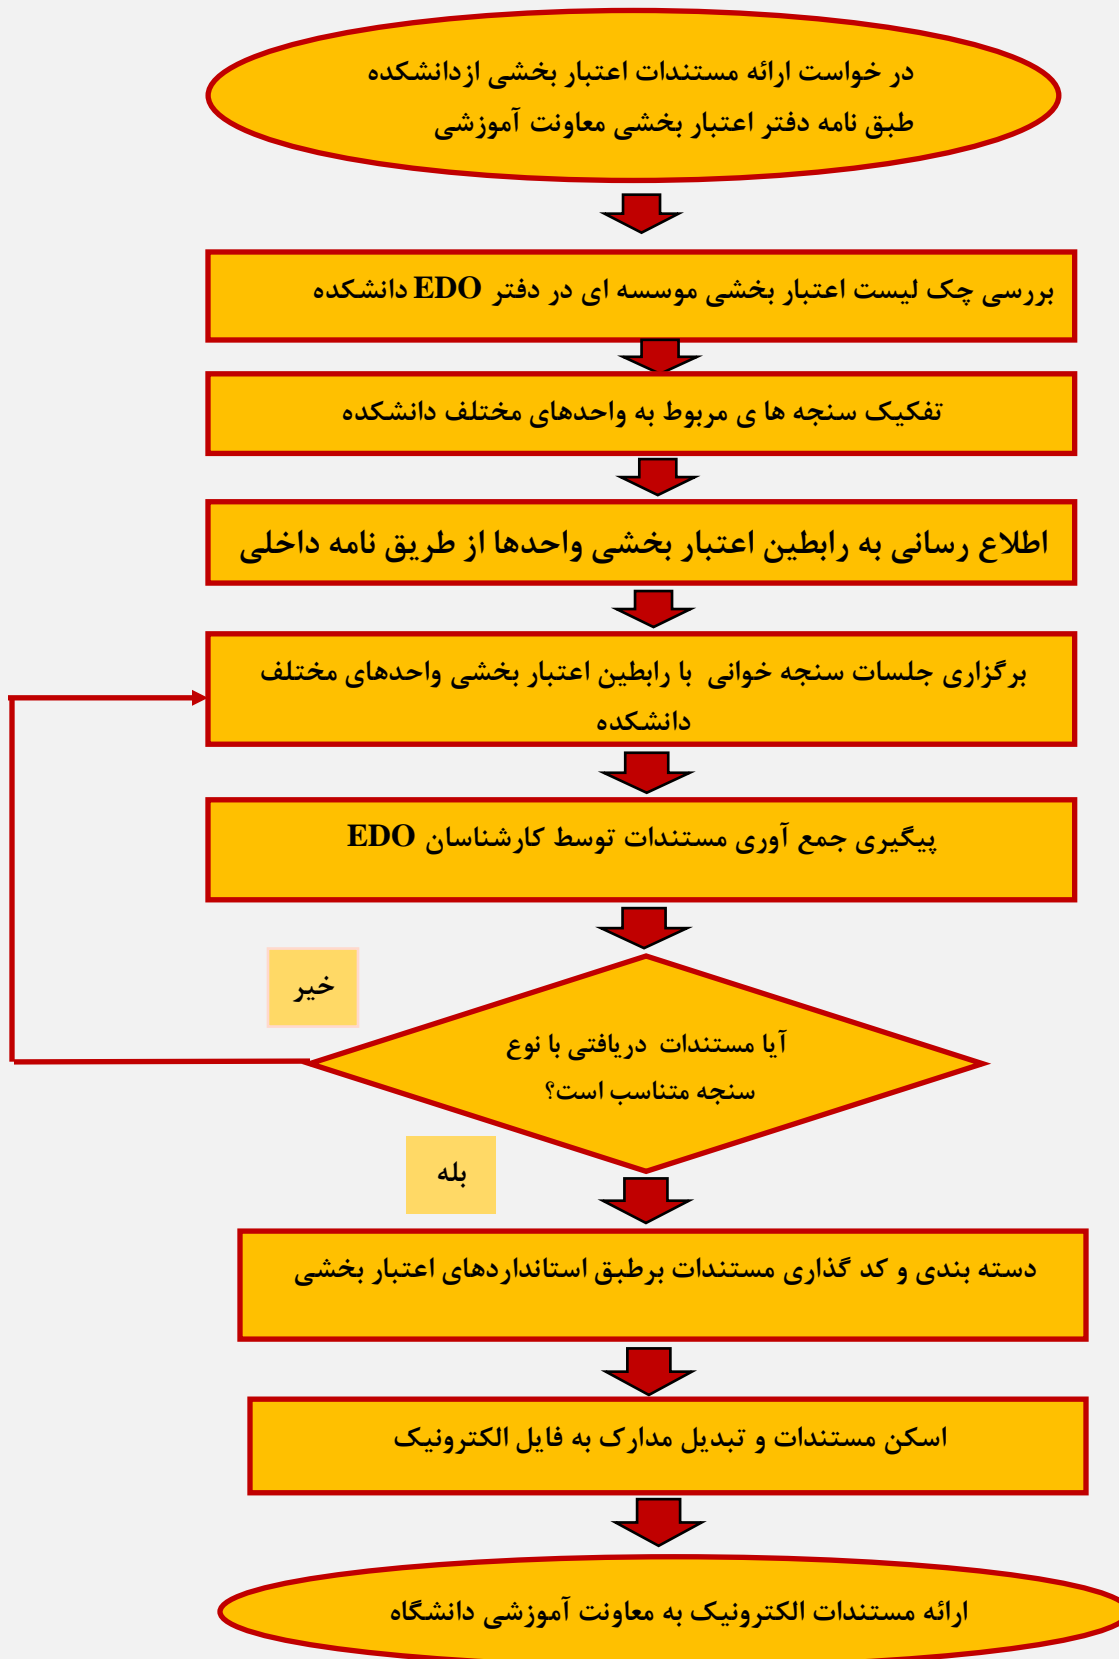 در خواست ارائه مستندات اعتبار بخشی ازدانشکده
طبق نامه دفتر اعتبار بخشی معاونت آموزشی
بررسی چک لیست اعتبار بخشی موسسه ای در دفتر EDO دانشکده
تفکیک سنجه ها ی مربوط به واحدهای مختلف دانشکده
اطلاع رسانی به رابطین اعتبار بخشی واحدها از طریق نامه داخلی
برگزاری جلسات سنجه خوانی با رابطین اعتبار بخشی واحدهای مختلف
دانشکده
پیگیری جمع آوری مستندات توسط کارشناسان EDO
خیر
آیا مستندات دریافتی با نوع
سنجه متناسب است؟
بله
دسته بندی و کد گذاری مستندات برطبق استانداردهای اعتبار بخشی
اسکن مستندات و تبدیل مدارک به فایل الکترونیک
ارائه مستندات الکترونیک به معاونت آموزشی دانشگاه